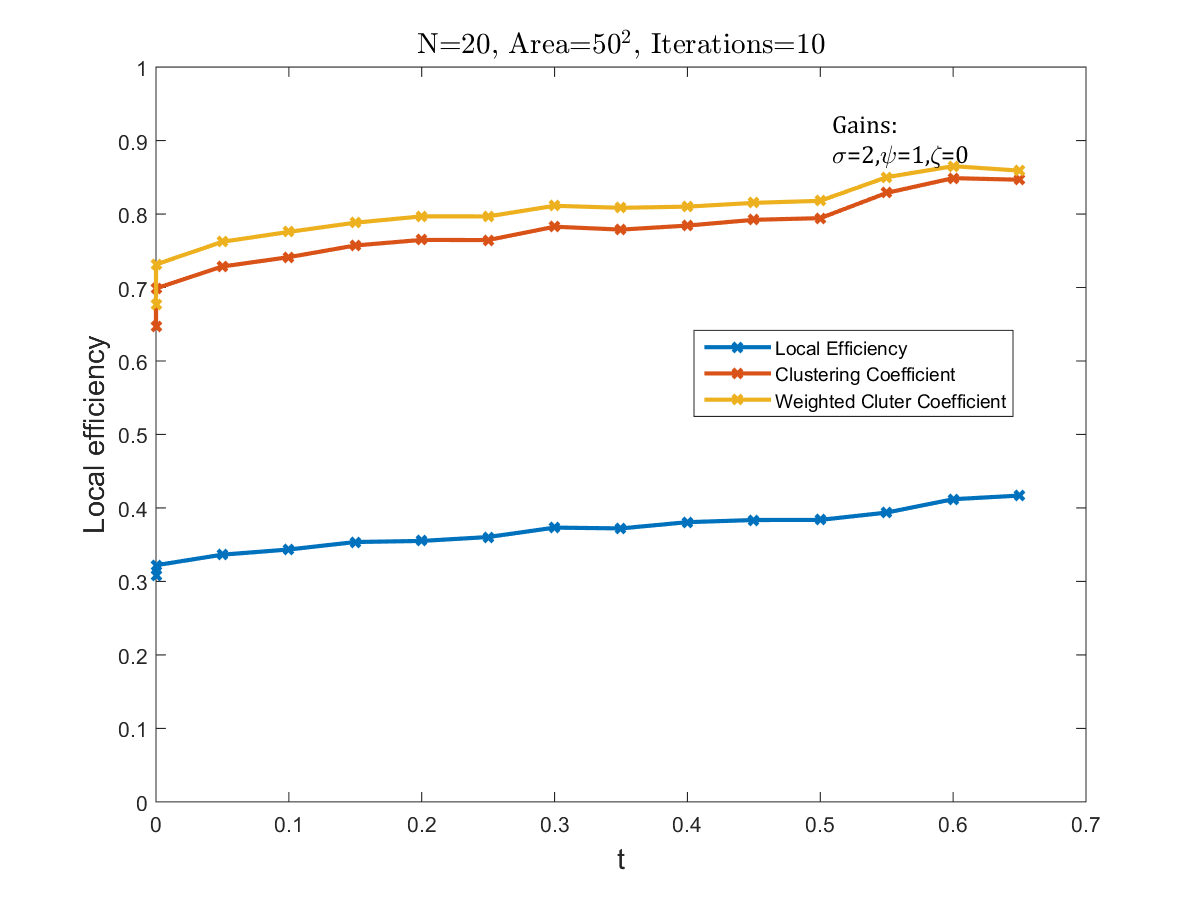 N=20, Area=50², Iterations=10
1
0.9
0.8
0.7
0.6
0.5
0.4
0.3
0.2
0.1
0
Local efficiency
Gains:
σ=2,ψ=1,ζ=0
Local Efficiency
Clustering Coefficient
Weighted Cluter Coefficient
0 0.1 0.2 0.3 0.4 0.5 0.6 0.7
t